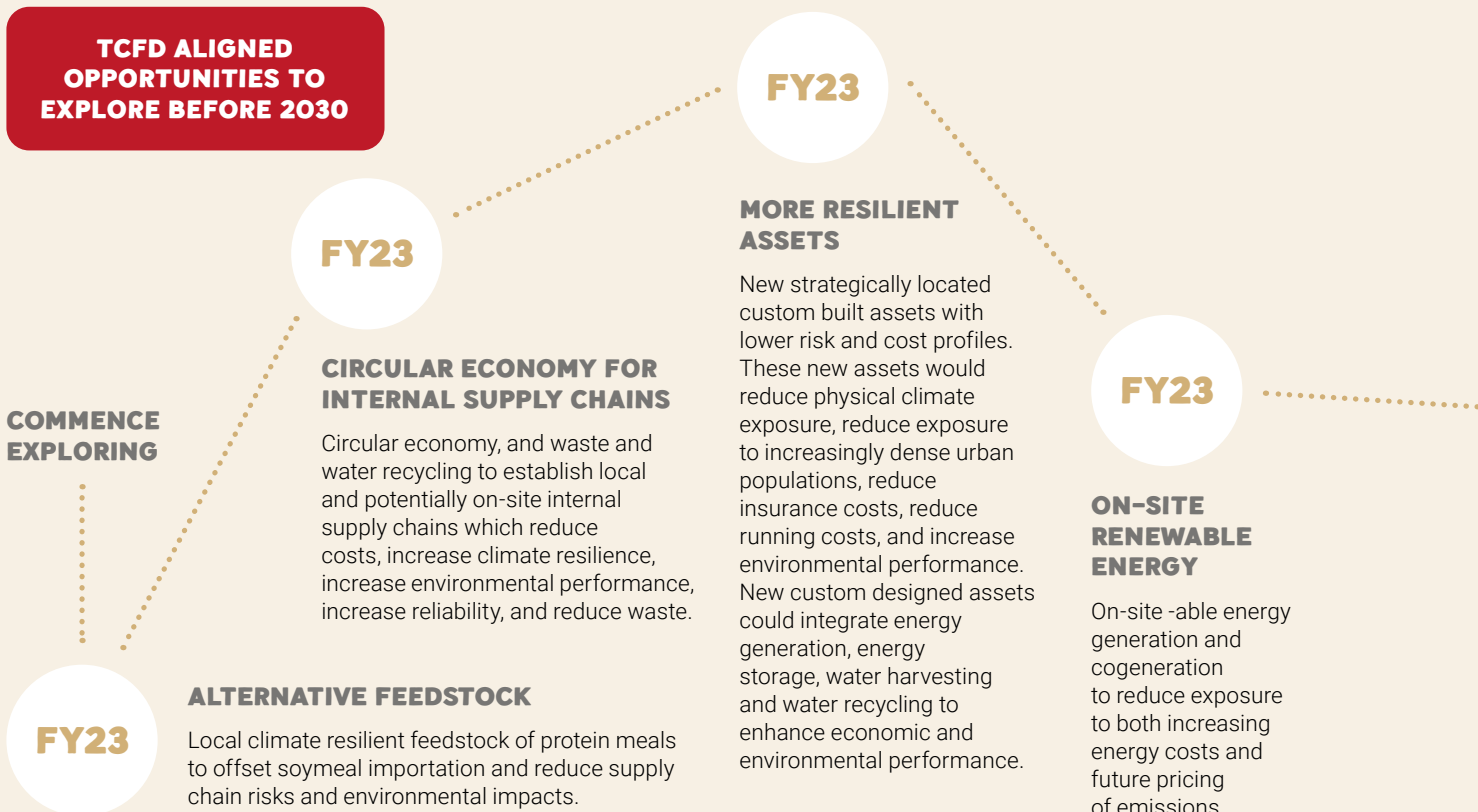 TCFD ALIGNED
OPPORTUNITIES TO
EXPLORE BEFORE 2030
COMMENCE
EXPLORING
FY23
ALTERNATIVE FEEDSTOCK
Local climate resilient feedstock of protein meals
to offset soymeal importation and reduce supply
chain risks and environmental impacts.
FY23
CIRCULAR ECONOMY FOR
INTERNAL SUPPLY CHAINS
Circular economy, and waste and
water recycling to establish local
and potentially on-site internal
supply chains which reduce
costs, increase climate resilience,
increase environmental performance,
increase reliability, and reduce waste.
FY23
MORE RESILIENT
ASSETS
New strategically located
custom built assets with
lower risk and cost profiles.
These new assets would
reduce physical climate
exposure, reduce exposure
to increasingly dense urban
populations, reduce
insurance costs, reduce
running costs, and increase
environmental performance.
New custom designed assets
could integrate energy
generation, energy
storage, water harvesting
and water recycling to
enhance economic and
environmental performance.
FY23
ON-SITE
RENEWABLE
ENERGY
On-site -able energy
generation and
cogeneration
to reduce exposure
to both increasing
energy costs and
future pricing
of emissions